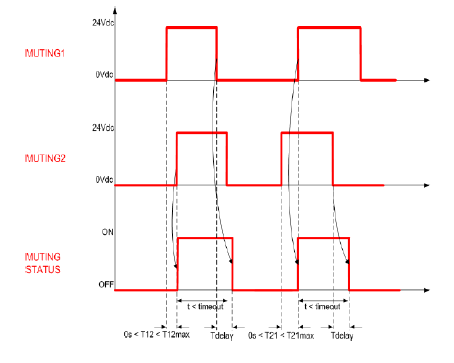 24Vdc
MUTING1
0Vdc
24Vdc
MUTING2
0Vdc
ON
MUTING
STATUS
OFF
t < timeout
t < timeout
0s < T12 < T12max
Tdelay
0s < T21 < T21max
Tdelay